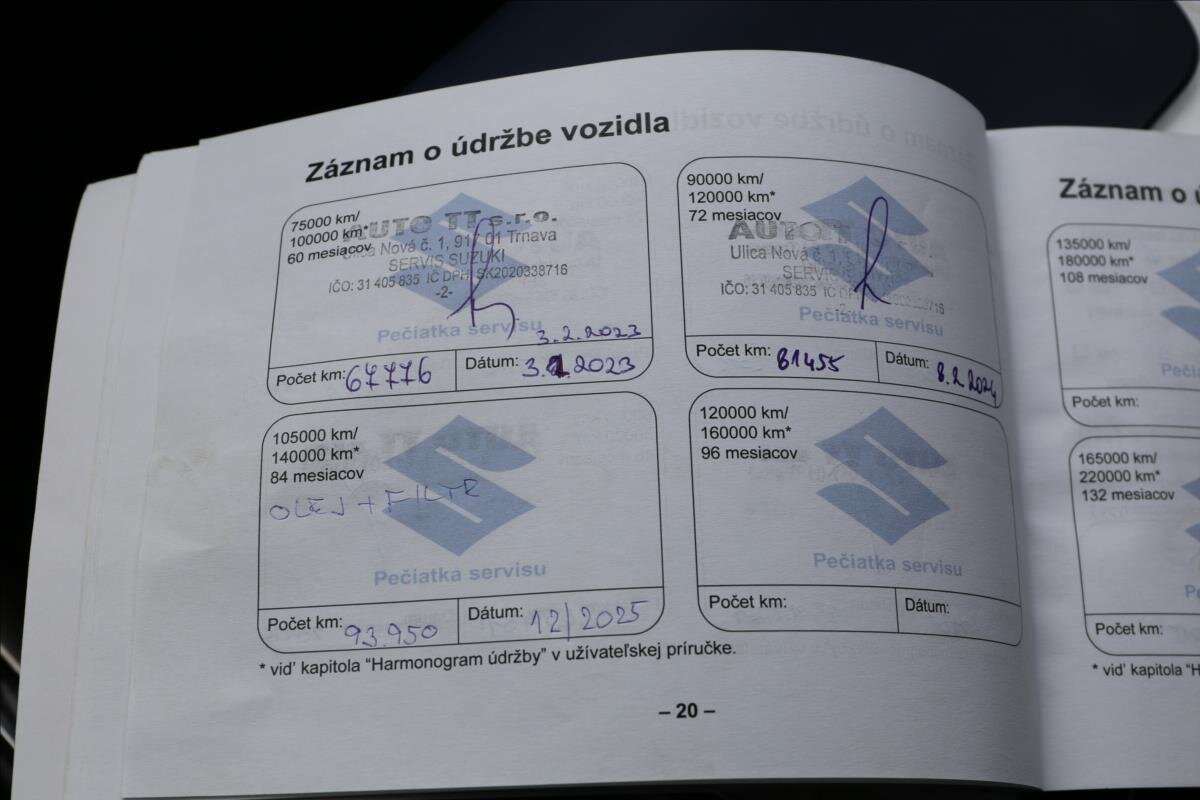 Záznam o údržbe vozidla
75000 km/
100000 km*
60 mesiacov
AUTO TT s.r.o.
Ulica Nová č. 1, 917 01 Trnava
SERVIS SUZUKI
IČO: 31 405 835 IČ DPH SK2020338716
-2-
Pečiatka servisu
3.2.2023
Počet km: 67776
Dátum: 3.2.2023
90000 km/
120000 km*
72 mesiacov
AUTO TT
Ulica Nová č. 1,
SERVIS
IČO: 31 405 835 IČ DPH
Pečiatka servisu
Počet km: 81455
Dátum: 8.2.2024
105000 km/
140000 km*
84 mesiacov
OLEJ + FILTR
Pečiatka servisu
Počet km: 93.950
Dátum: 12/2025
120000 km/
160000 km*
96 mesiacov
Pečiatka servisu
Počet km:
Dátum:
* viď kapitola “Harmonogram údržby” v užívateľskej príručke.
– 20 –
Záznam o
135000 km/
180000 km*
108 mesiacov
Počet km:
165000 km/
220000 km*
132 mesiacov
Počet km:
* viď kapitola